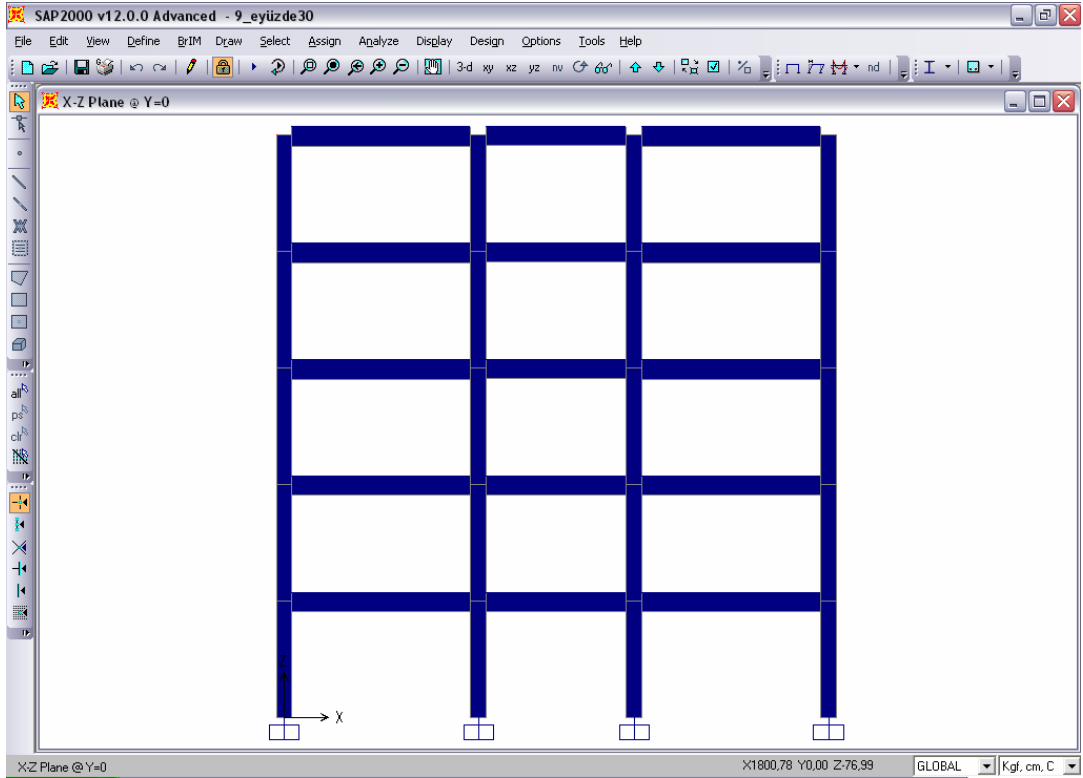 SAP2000 v12.0.0 Advanced - 9_eyüzde30
File Edit View Define BrIM Draw Select Assign Analyze Display Design Options Tools Help
3-d xy xz yz nv nd
X-Z Plane @ Y=0
all
ps
clr
Z
X
X-Z Plane @ Y=0 X1800,78 Y0,00 Z-76,99 GLOBAL Kgf, cm, C